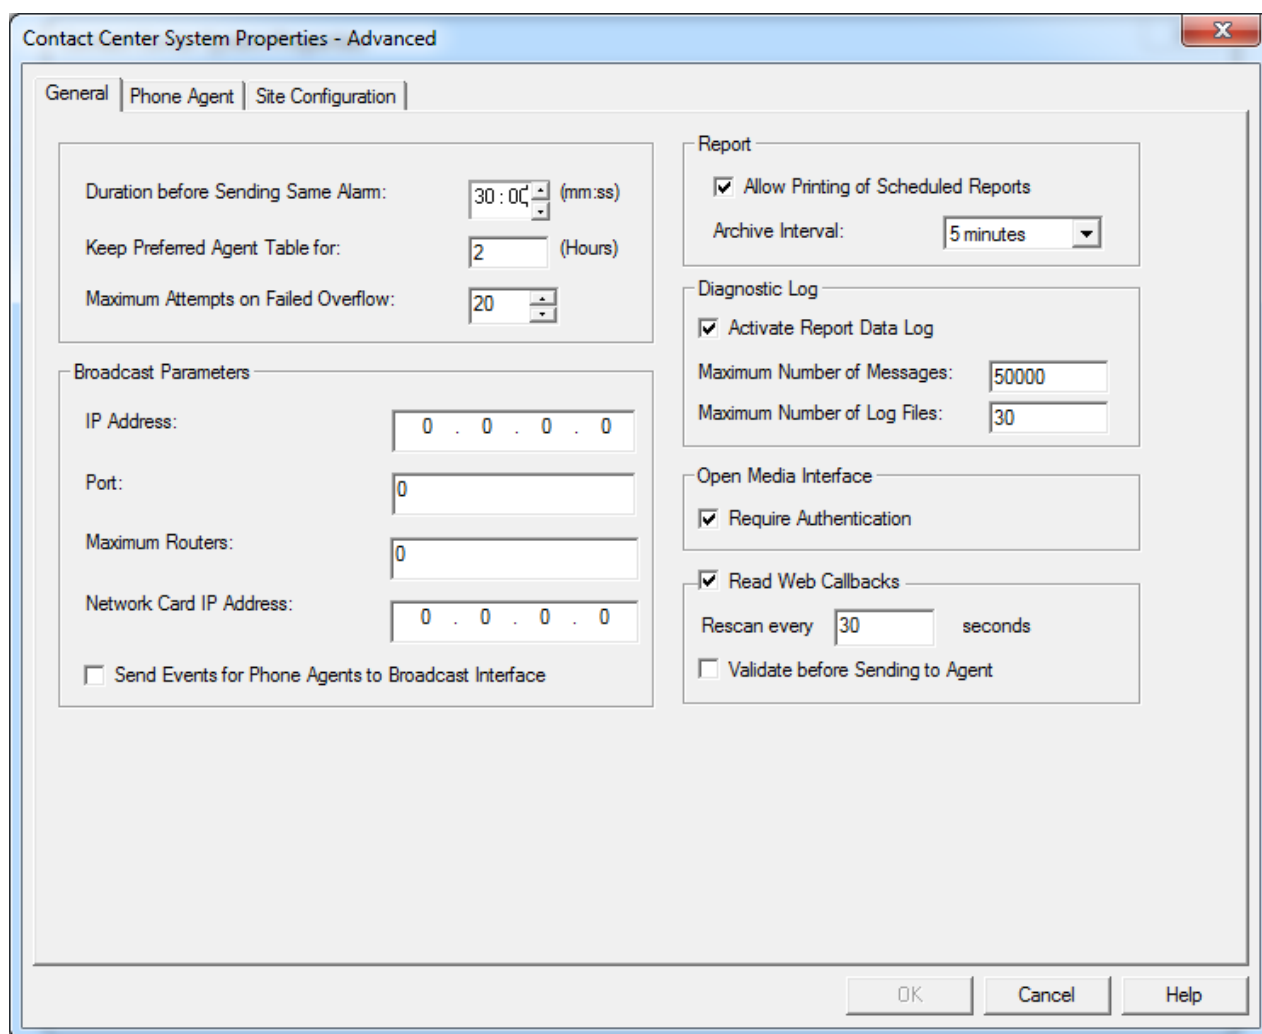 Contact Center System Properties - Advanced
General Phone Agent Site Configuration
Duration before Sending Same Alarm: 30 : 00 (mm:ss)
Keep Preferred Agent Table for: 2 (Hours)
Maximum Attempts on Failed Overflow: 20
Broadcast Parameters
IP Address: 0 . 0 . 0 . 0
Port: 0
Maximum Routers: 0
Network Card IP Address: 0 . 0 . 0 . 0
Send Events for Phone Agents to Broadcast Interface
Report
Allow Printing of Scheduled Reports
Archive Interval: 5 minutes
Diagnostic Log
Activate Report Data Log
Maximum Number of Messages: 50000
Maximum Number of Log Files: 30
Open Media Interface
Require Authentication
Read Web Callbacks
Rescan every 30 seconds
Validate before Sending to Agent
OK Cancel Help